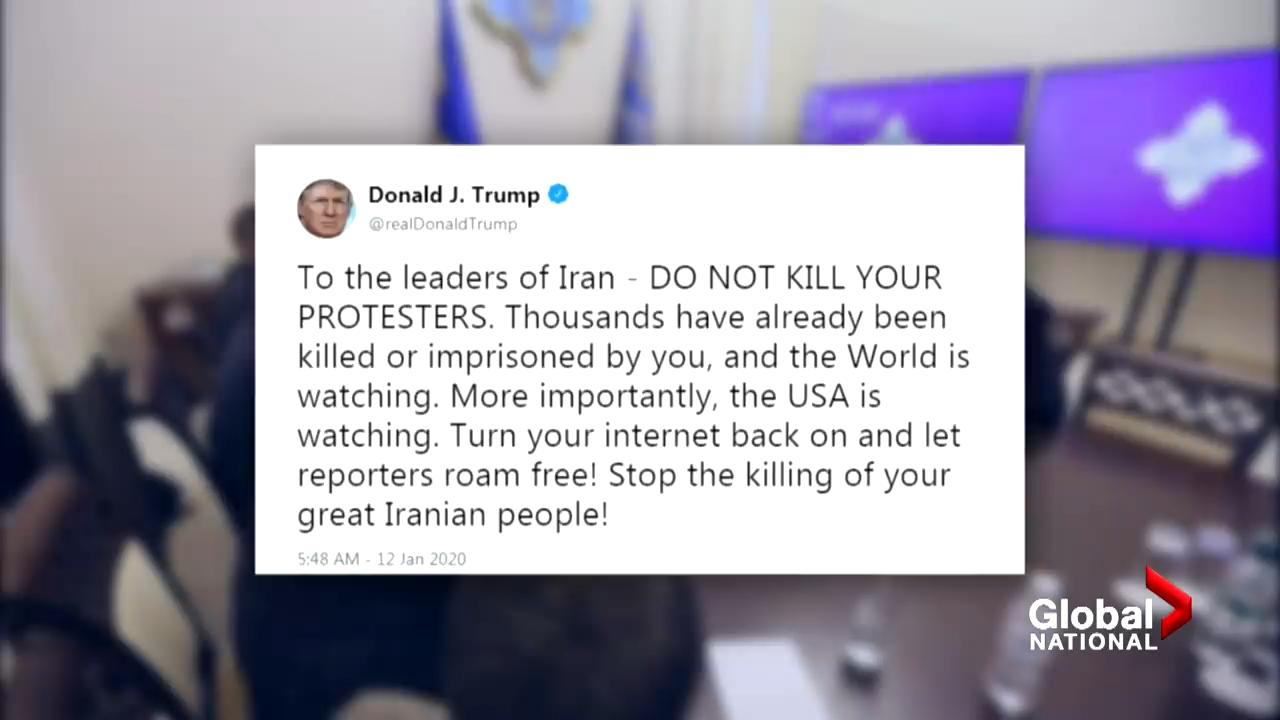 Donald J. Trump
@realDonaldTrump
To the leaders of Iran - DO NOT KILL YOUR
PROTESTERS. Thousands have already been
killed or imprisoned by you, and the World is
watching. More importantly, the USA is
watching. Turn your internet back on and let
reporters roam free! Stop the killing of your
great Iranian people!
5:48 AM - 12 Jan 2020
Global
NATIONAL